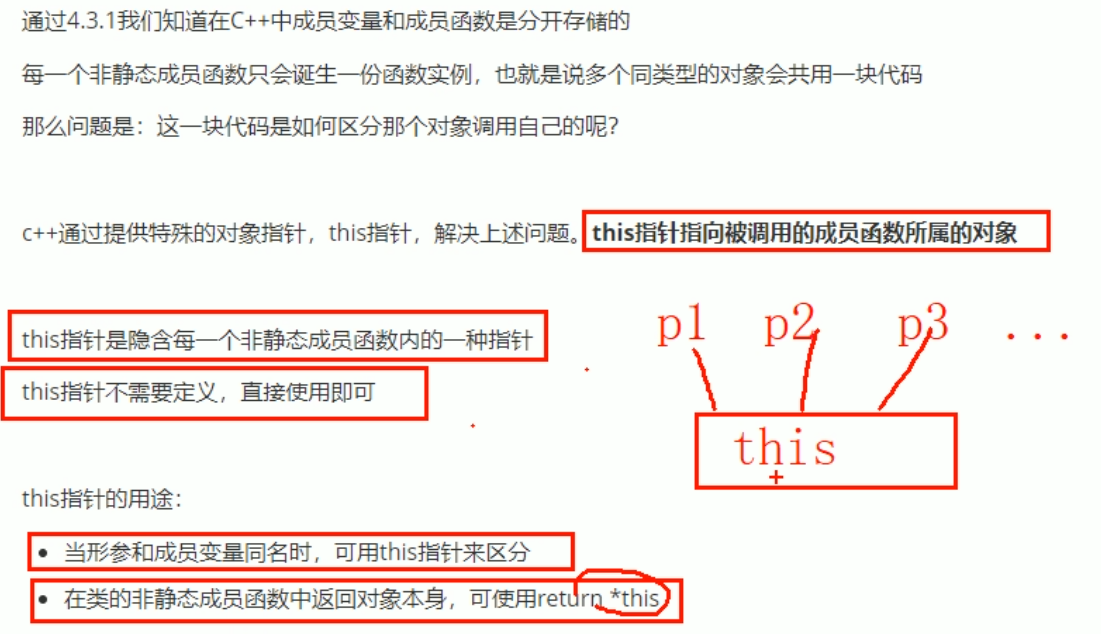 通过4.3.1我们知道在C++中成员变量和成员函数是分开存储的
每一个非静态成员函数只会诞生一份函数实例，也就是说多个同类型的对象会共用一块代码
那么问题是：这一块代码是如何区分那个对象调用自己的呢？
c++通过提供特殊的对象指针，this指针，解决上述问题。this指针指向被调用的成员函数所属的对象
p1 p2 p3 ...
this指针是隐含每一个非静态成员函数内的一种指针
this指针不需要定义，直接使用即可
this
this指针的用途：
• 当形参和成员变量同名时，可用this指针来区分
• 在类的非静态成员函数中返回对象本身，可使用return *this